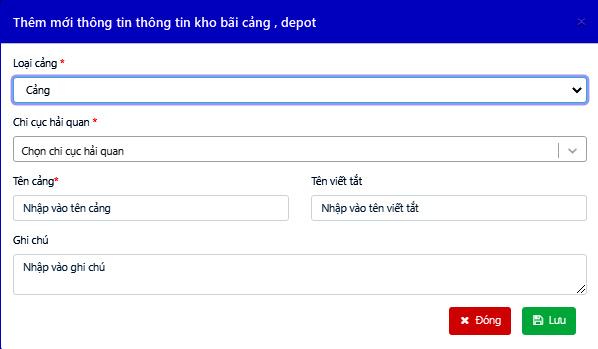 Thêm mới thông tin thông tin kho bãi cảng , depot
×
Loại cảng *
Cảng
Chi cục hải quan *
Chọn chi cục hải quan
Tên cảng* Tên viết tắt
Nhập vào tên cảng Nhập vào tên viết tắt
Ghi chú
Nhập vào ghi chú
✖ Đóng Lưu